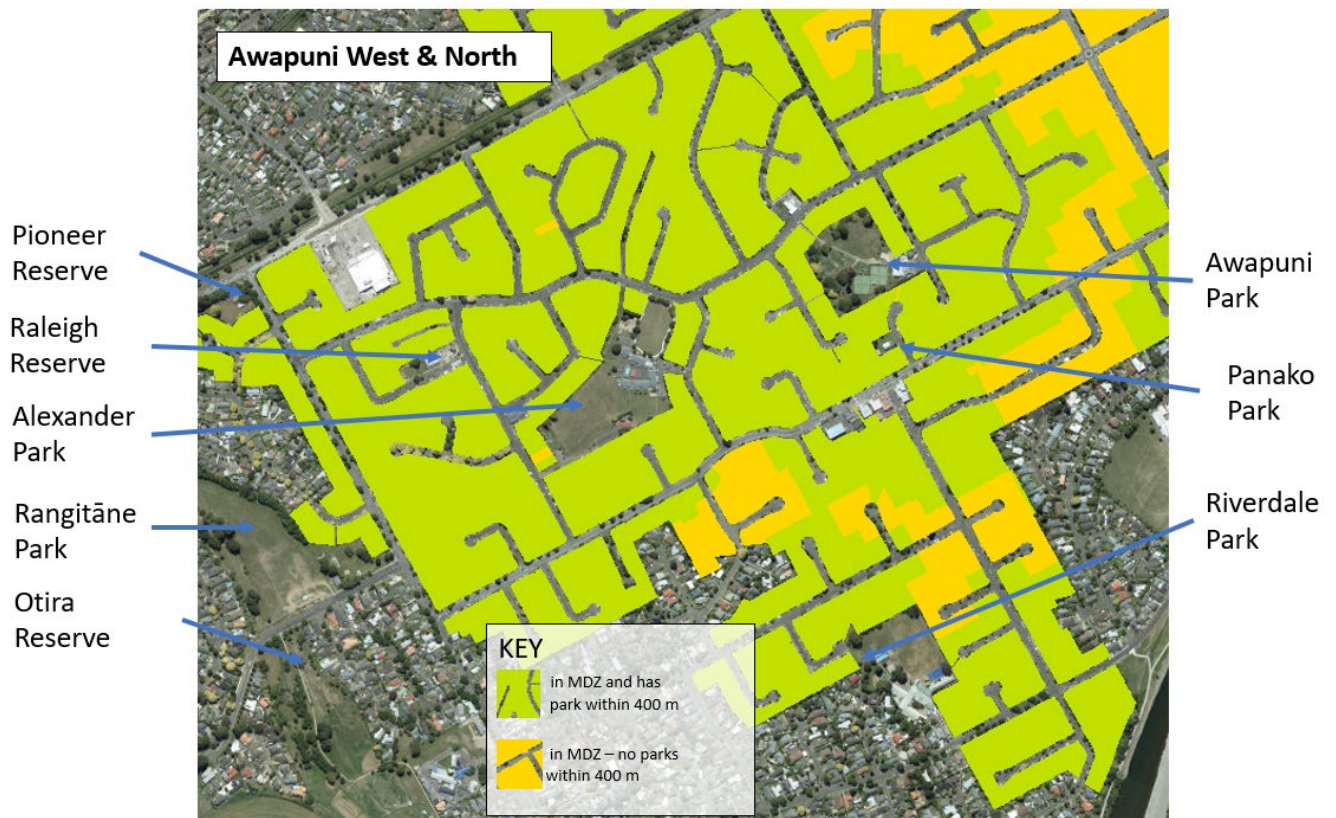 Awapuni West & North
Pioneer
Reserve
Raleigh
Reserve
Alexander
Park
Rangitāne
Park
Otira
Reserve
Awapuni
Park
Panako
Park
Riverdale
Park
KEY
in MDZ and has
park within 400 m
in MDZ – no parks
within 400 m